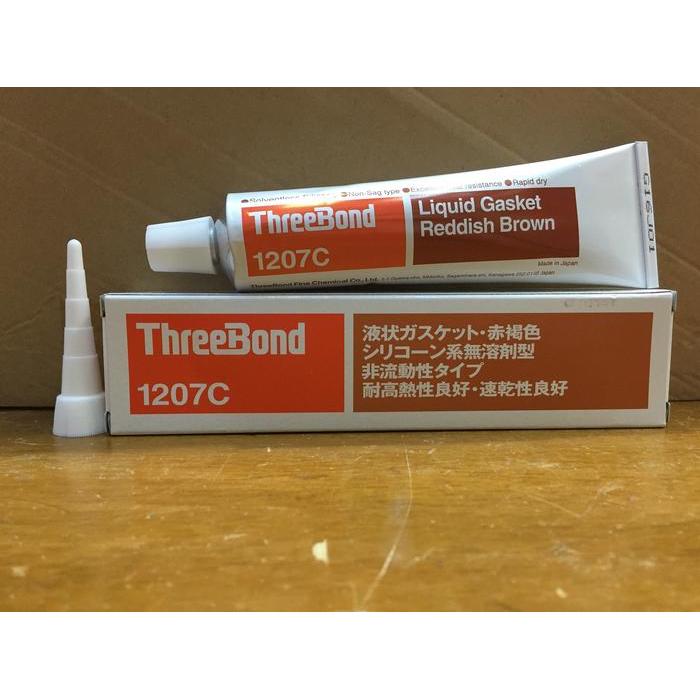 Non-Sag type ● Rapid dry
ThreeBond
1207C
Liquid Gasket
Reddish Brown
Made in Japan
ThreeBond Fine Chemical Co., Ltd.
G16J01
ThreeBond
1207C
液状ガスケット・赤褐色
シリコーン系無溶剤型
非流動性タイプ
耐高熱性良好・速乾性良好